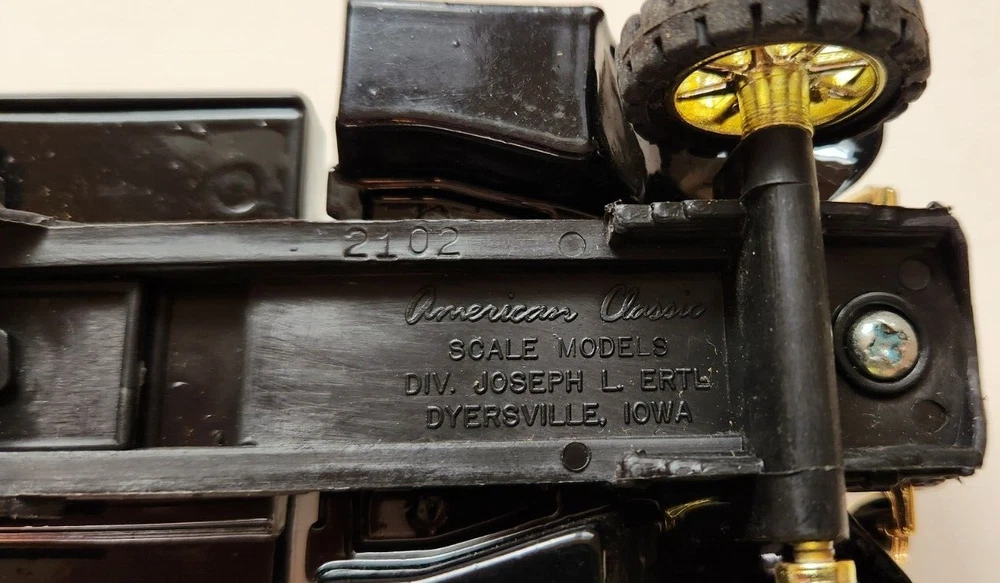 2102
American Classic
SCALE MODELS
DIV. JOSEPH L. ERTL
DYERSVILLE, IOWA